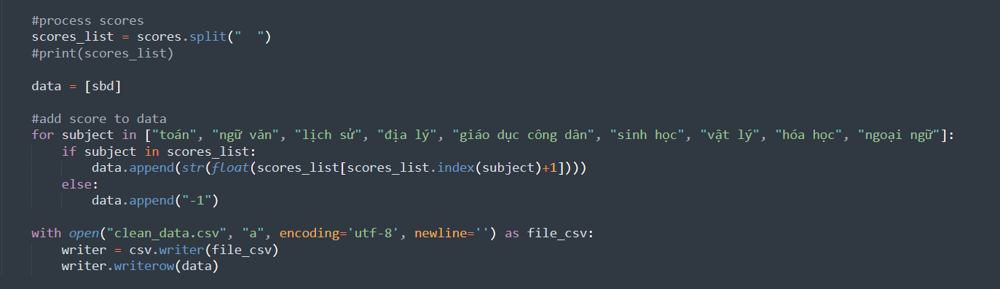 #process scores
scores_list = scores.split("  ")
#print(scores_list)
data = [sbd]
#add score to data
for subject in ["toán", "ngữ văn", "lịch sử", "địa lý", "giáo dục công dân", "sinh học", "vật lý", "hóa học", "ngoại ngữ"]:
    if subject in scores_list:
        data.append(str(float(scores_list[scores_list.index(subject)+1])))
    else:
        data.append("-1")
with open("clean_data.csv", "a", encoding='utf-8', newline='') as file_csv:
    writer = csv.writer(file_csv)
    writer.writerow(data)